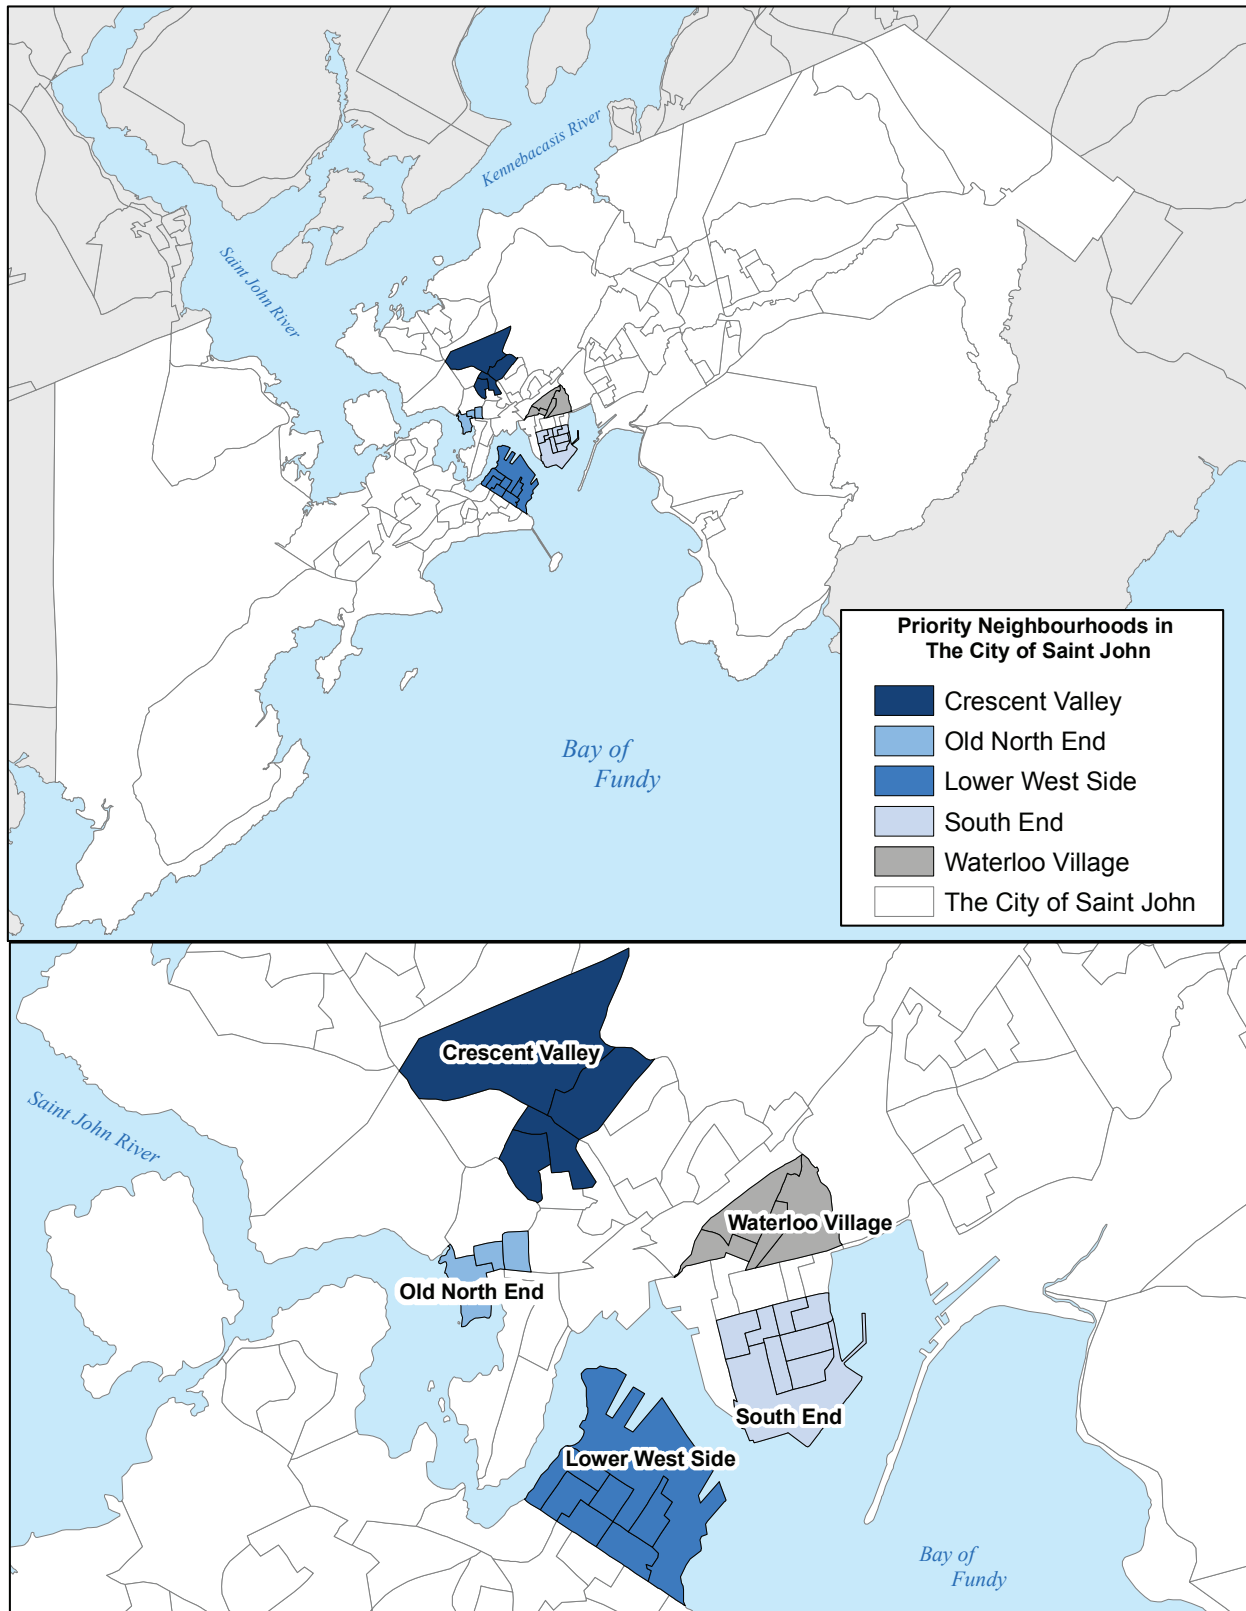 Kennebacasis River
Saint John River
Bay of
Fundy
Priority Neighbourhoods in
The City of Saint John
Crescent Valley
Old North End
Lower West Side
South End
Waterloo Village
The City of Saint John
Crescent Valley
Saint John River
Waterloo Village
Old North End
South End
Lower West Side
Bay of
Fundy